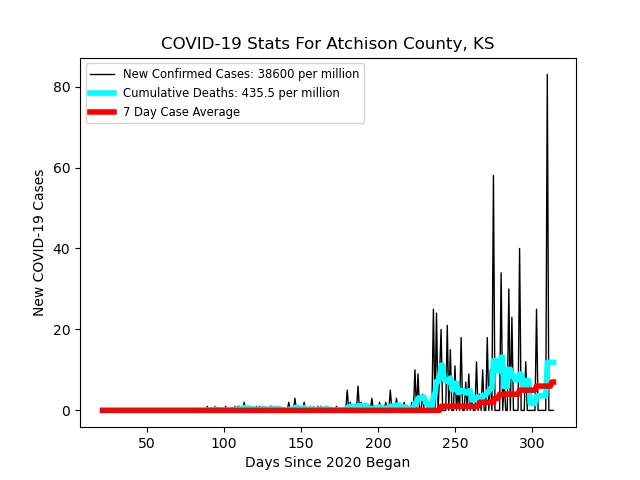 COVID-19 Stats For Atchison County, KS
New Confirmed Cases: 38600 per million
Cumulative Deaths: 435.5 per million
7 Day Case Average
New COVID-19 Cases
80
60
40
20
0
50 100 150 200 250 300
Days Since 2020 Began